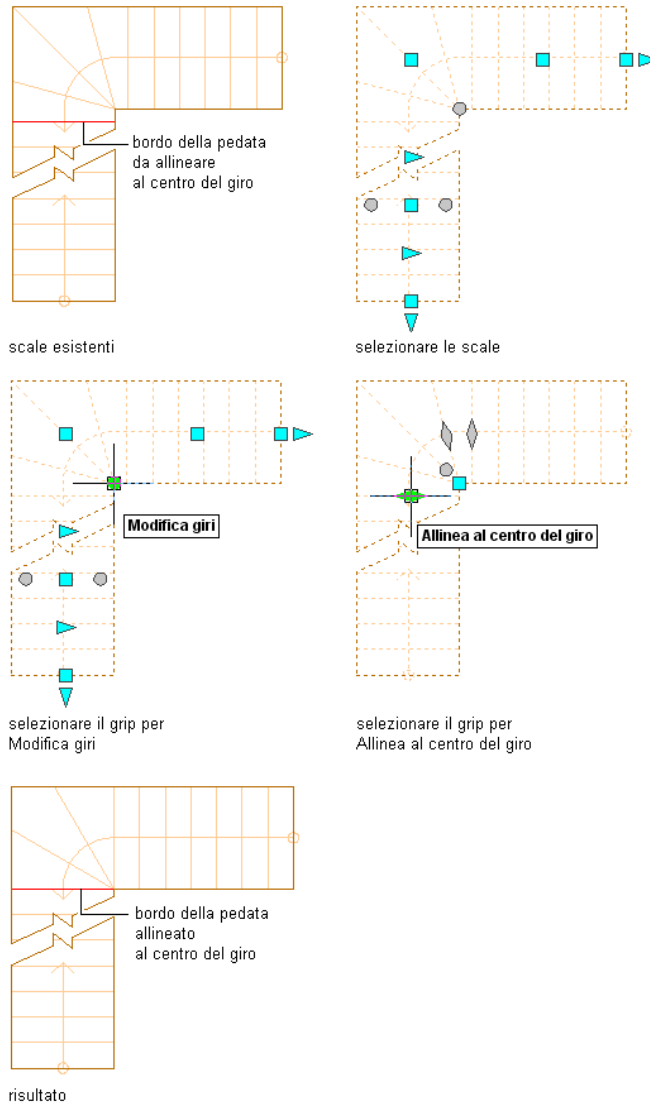 bordo della pedata
da allineare
al centro del giro
scale esistenti
selezionare le scale
Modifica giri
Allinea al centro del giro
selezionare il grip per
Modifica giri
selezionare il grip per
Allinea al centro del giro
bordo della pedata
allineato
al centro del giro
risultato